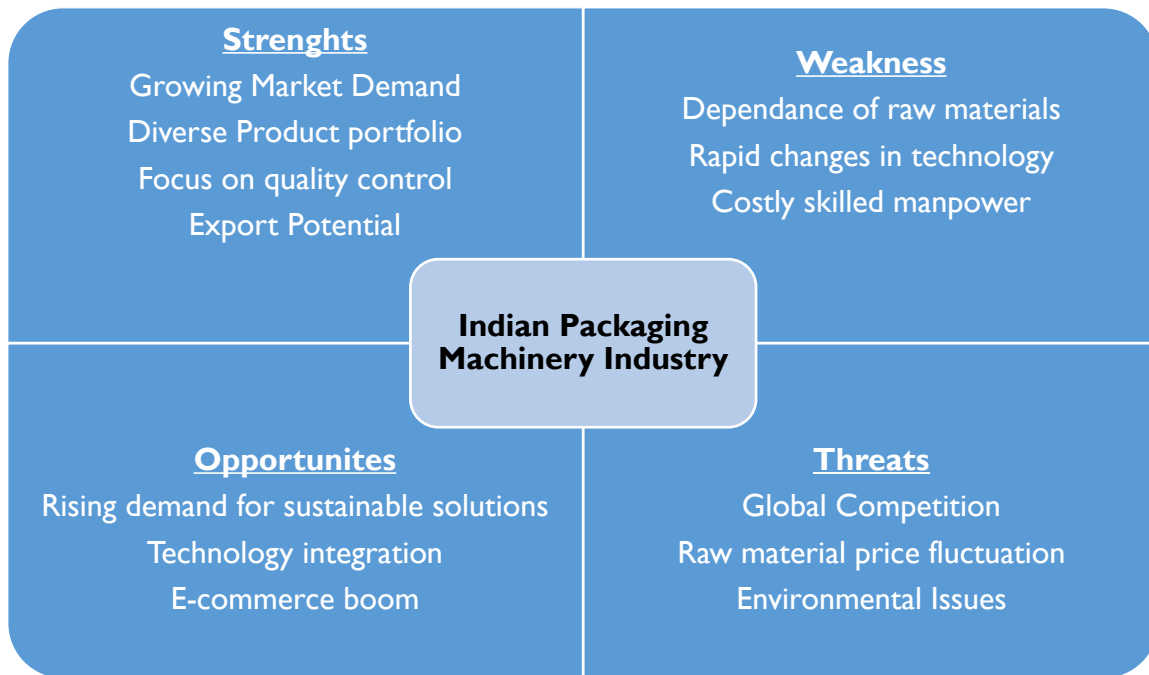 Strenghts
Growing Market Demand
Diverse Product portfolio
Focus on quality control
Export Potential
Weakness
Dependance of raw materials
Rapid changes in technology
Costly skilled manpower
Indian Packaging
Machinery Industry
Opportunites
Rising demand for sustainable solutions
Technology integration
E-commerce boom
Threats
Global Competition
Raw material price fluctuation
Environmental Issues